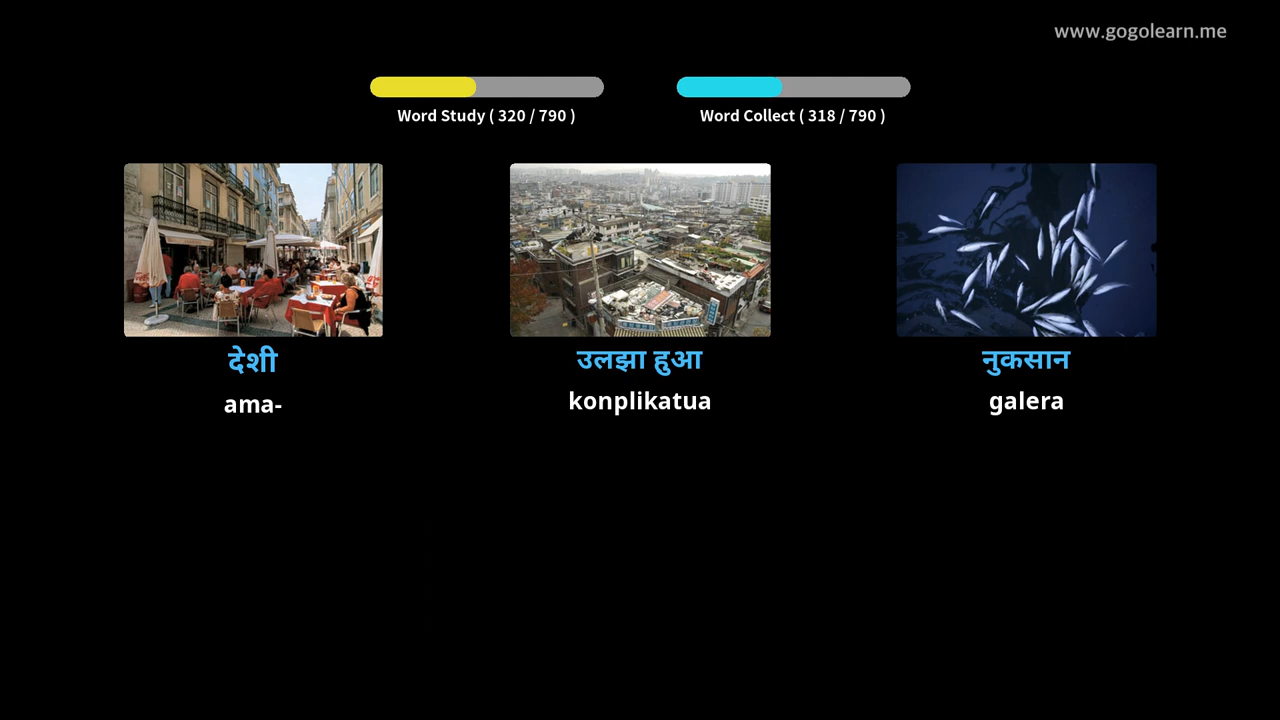 www.gogolearn.me
Word Study ( 320 / 790 )
Word Collect ( 318 / 790 )
देशी
उलझा हुआ
नुकसान
ama-
konplikatua
galera